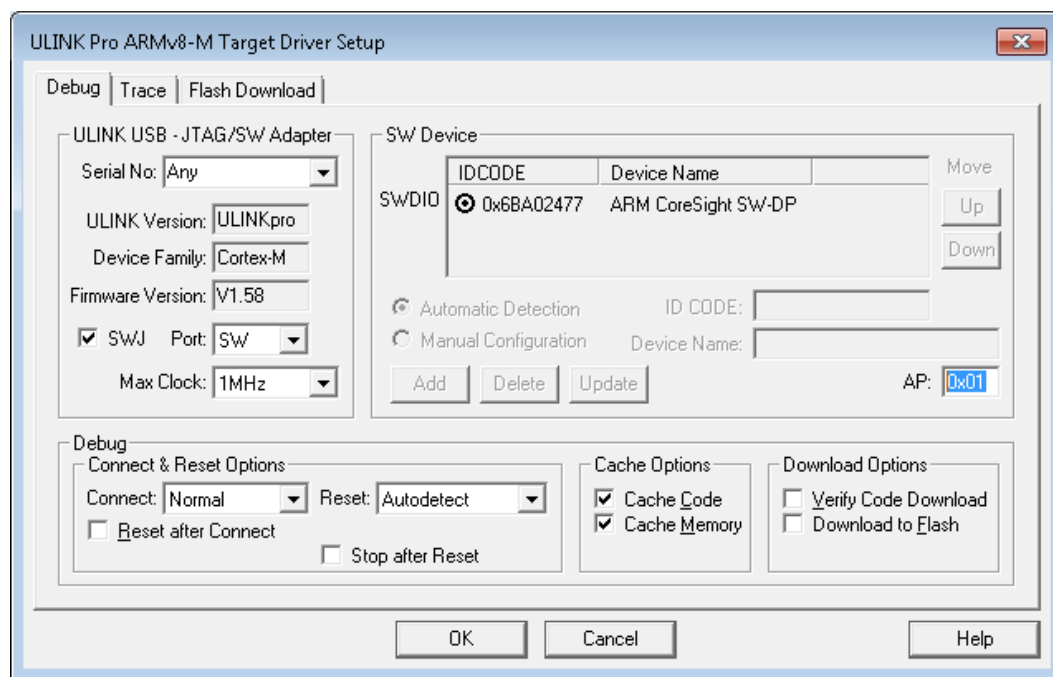 ULINK Pro ARMv8-M Target Driver Setup
Debug Trace Flash Download
ULINK USB - JTAG/SW Adapter
Serial No: Any
ULINK Version: ULINKpro
Device Family: Cortex-M
Firmware Version: V1.58
SWJ Port: SW
Max Clock: 1MHz
SW Device
IDCODE Device Name Move
SWDIO 0x6BA02477 ARM CoreSight SW-DP Up
Down
Automatic Detection ID CODE:
Manual Configuration Device Name:
Add Delete Update AP: 0x01
Debug
Connect & Reset Options
Connect: Normal Reset: Autodetect
Reset after Connect
Stop after Reset
Cache Options
Cache Code
Cache Memory
Download Options
Verify Code Download
Download to Flash
OK Cancel Help